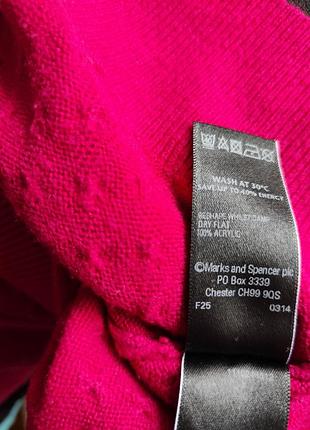 WASH AT 30°C
SAVE UP TO 40% ENERGY
RESHAPE WHILST DAMP
DRY FLAT
100% ACRYLIC
©Marks and Spencer plc
PO Box 3339
Chester CH99 9QS
F25 0314